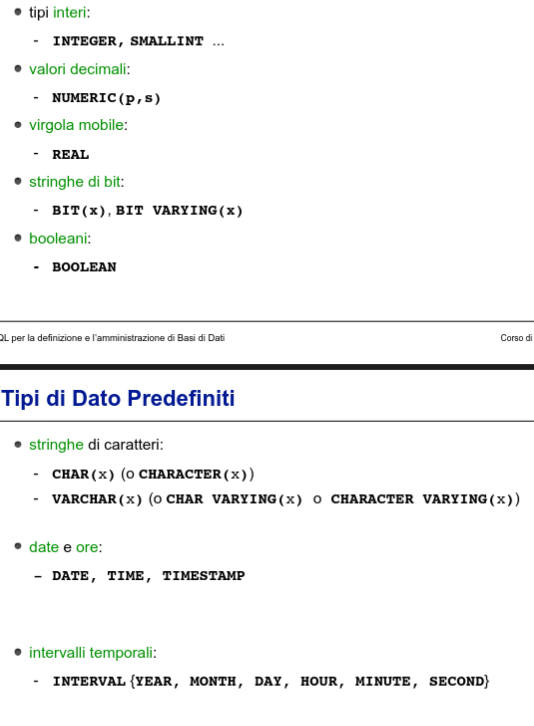 • tipi interi:
- INTEGER, SMALLINT ...
• valori decimali:
- NUMERIC(p,s)
• virgola mobile:
- REAL
• stringhe di bit:
- BIT(x), BIT VARYING(x)
• booleani:
- BOOLEAN
QL per la definizione e l'amministrazione di Basi di Dati Corso di
Tipi di Dato Predefiniti
• stringhe di caratteri:
- CHAR(x) (o CHARACTER(x))
- VARCHAR(x) (o CHAR VARYING(x) o CHARACTER VARYING(x))
• date e ore:
– DATE, TIME, TIMESTAMP
• intervalli temporali:
- INTERVAL {YEAR, MONTH, DAY, HOUR, MINUTE, SECOND}